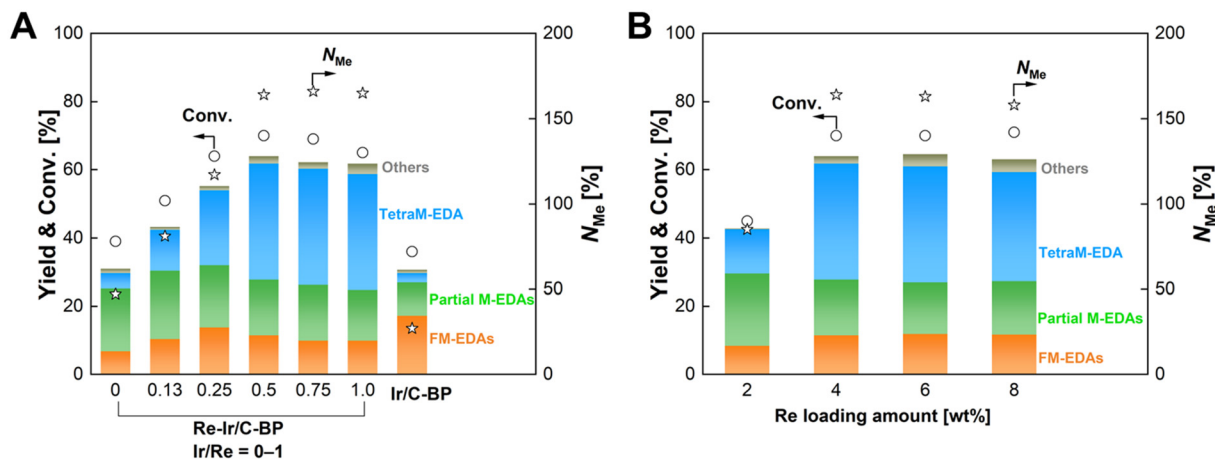 A
Yield & Conv. [%]
100
80
60
40
20
0
200
150
100
50
0
N_Me [%]
N_Me
Conv.
Others
TetraM-EDA
Partial M-EDAs
FM-EDAs
0 0.13 0.25 0.5 0.75 1.0 Ir/C-BP
Re-Ir/C-BP
Ir/Re = 0–1
B
Yield & Conv. [%]
100
80
60
40
20
0
200
150
100
50
0
N_Me [%]
N_Me
Conv.
Others
TetraM-EDA
Partial M-EDAs
FM-EDAs
2 4 6 8
Re loading amount [wt%]